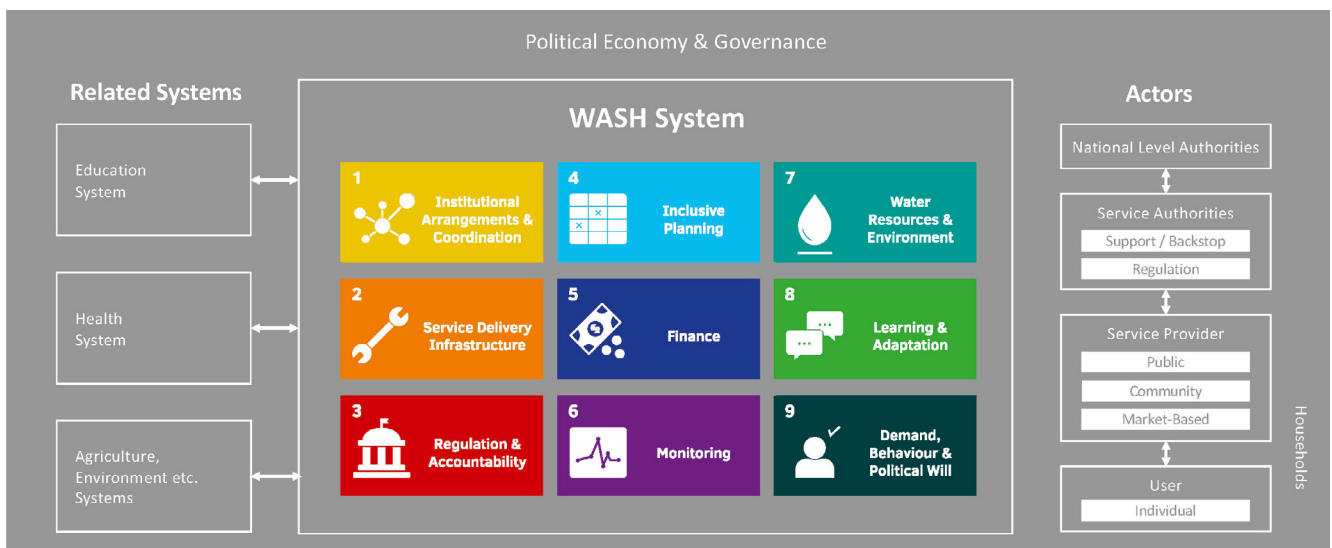 Political Economy & Governance
Related Systems
Education
System
Health
System
Agriculture,
Environment etc.
Systems
WASH System
1
Institutional
Arrangements &
Coordination
4
Inclusive
Planning
7
Water
Resources &
Environment
2
Service Delivery
Infrastructure
5
Finance
8
Learning &
Adaptation
3
Regulation &
Accountability
6
Monitoring
9
Demand,
Behaviour &
Political Will
Actors
National Level Authorities
Service Authorities
Support / Backstop
Regulation
Service Provider
Public
Community
Market-Based
User
Individual
Households